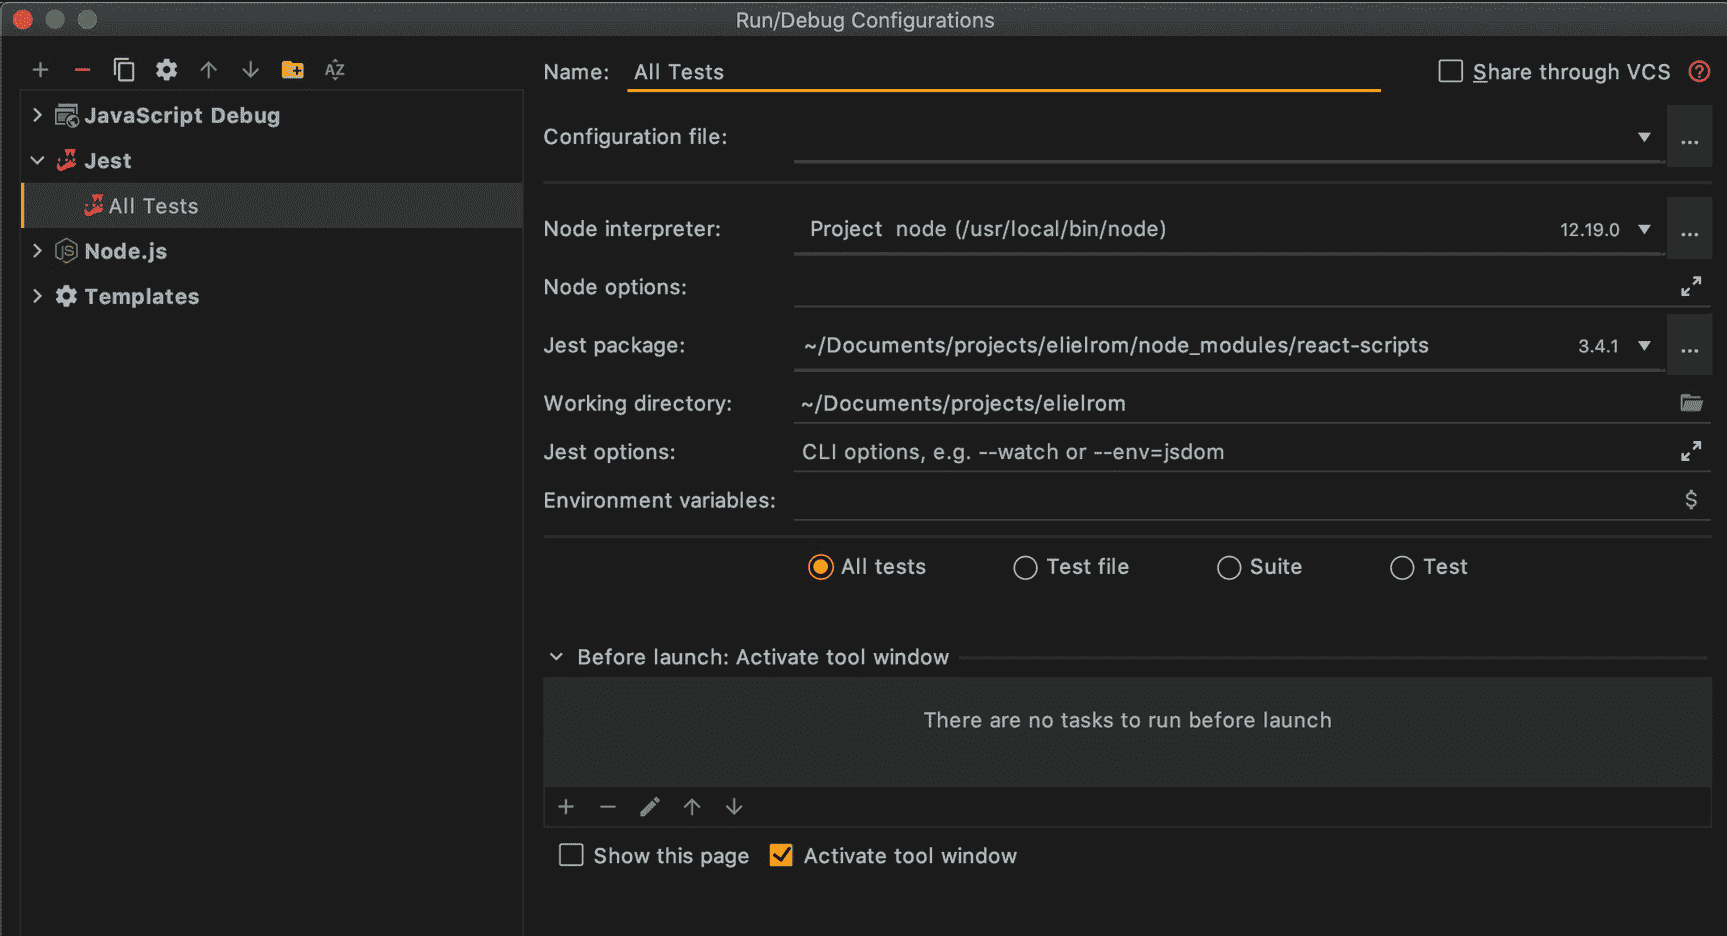 Run/Debug Configurations
JavaScript Debug
Jest
All Tests
Node.js
Templates
Name: All Tests
Share through VCS ?
Configuration file: ...
Node interpreter: Project node (/usr/local/bin/node) 12.19.0 ...
Node options:
Jest package: ~/Documents/projects/elielrom/node_modules/react-scripts 3.4.1 ...
Working directory: ~/Documents/projects/elielrom
Jest options: CLI options, e.g. --watch or --env=jsdom
Environment variables: $
All tests Test file Suite Test
Before launch: Activate tool window
There are no tasks to run before launch
Show this page Activate tool window